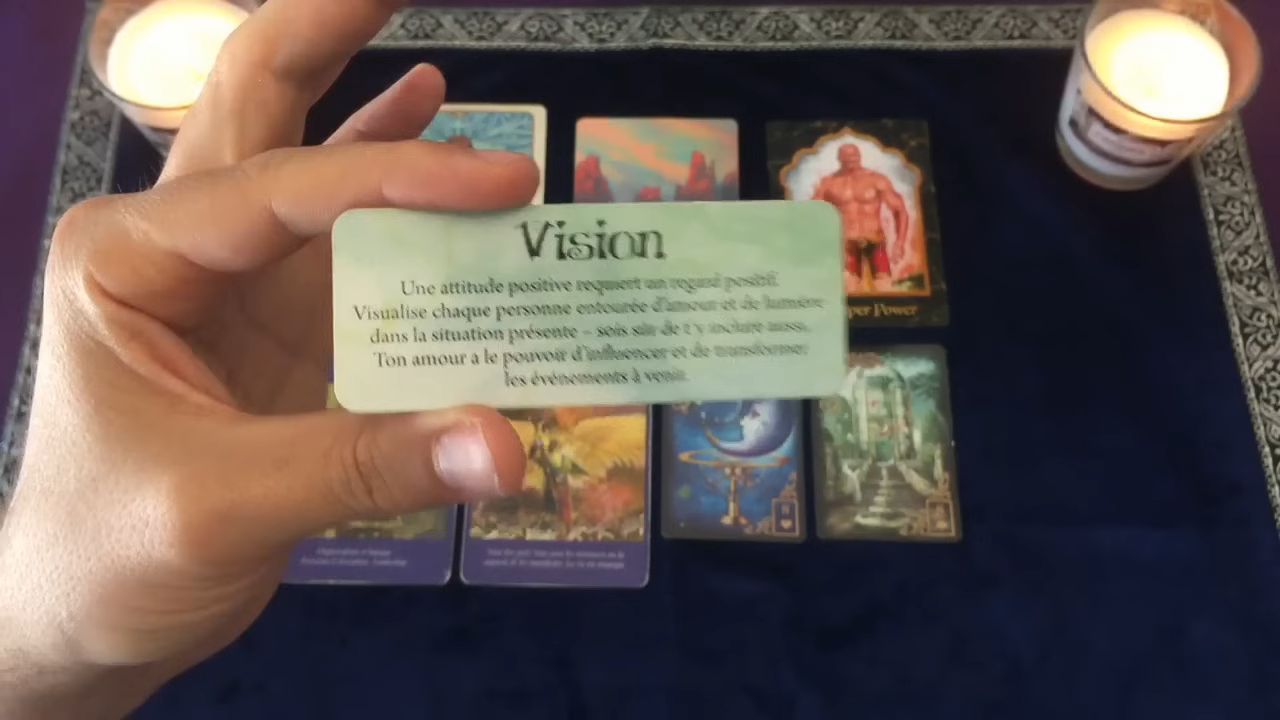 Vision
Une attitude positive requiert un regard positif.
Visualise chaque personne entourée d'amour et de lumière
dans la situation présente – sois sûr de t'y inclure aussi.
Ton amour a le pouvoir d'influencer et de transformer
les événements à venir.
per Power